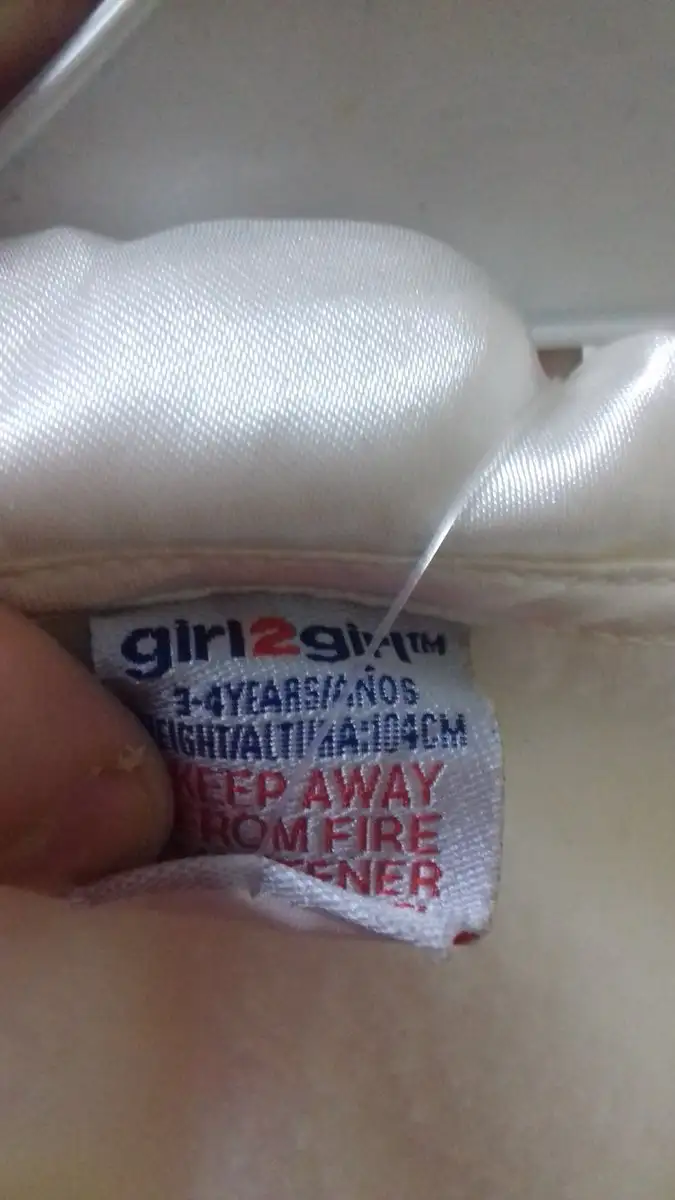 girl2girl™
3-4YEARS/AÑOS
HEIGHT/ALTURA:104CM
KEEP AWAY
FROM FIRE